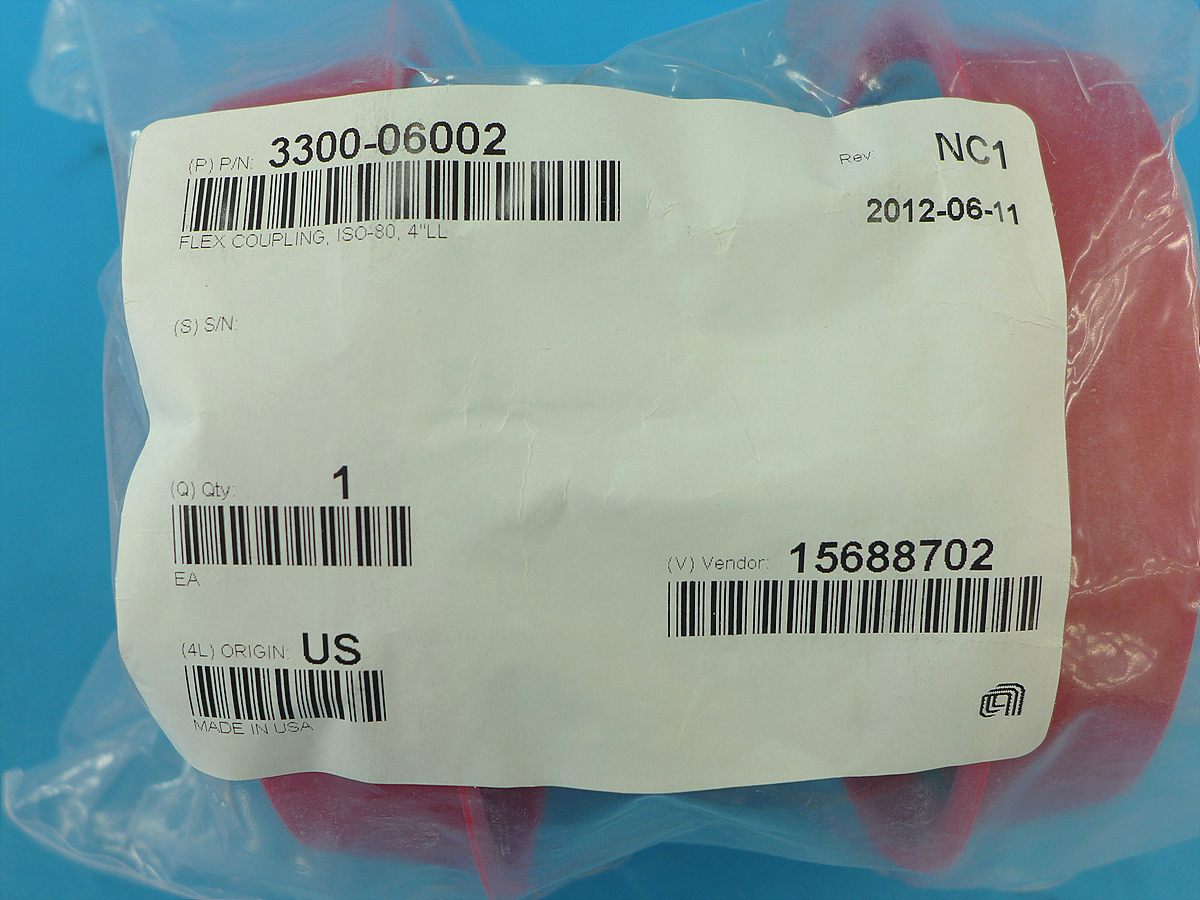 (P) P/N: 3300-06002
FLEX COUPLING, ISO-80, 4"LL
Rev: NC1
2012-06-11
(S) S/N:
(Q) Qty: 1
EA
(V) Vendor: 15688702
(4L) ORIGIN: US
MADE IN USA